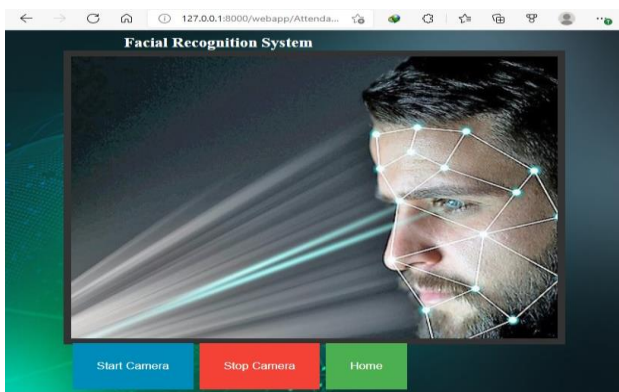 127.0.0.1:8000/webapp/Attenda...
Facial Recognition System
Start Camera
Stop Camera
Home